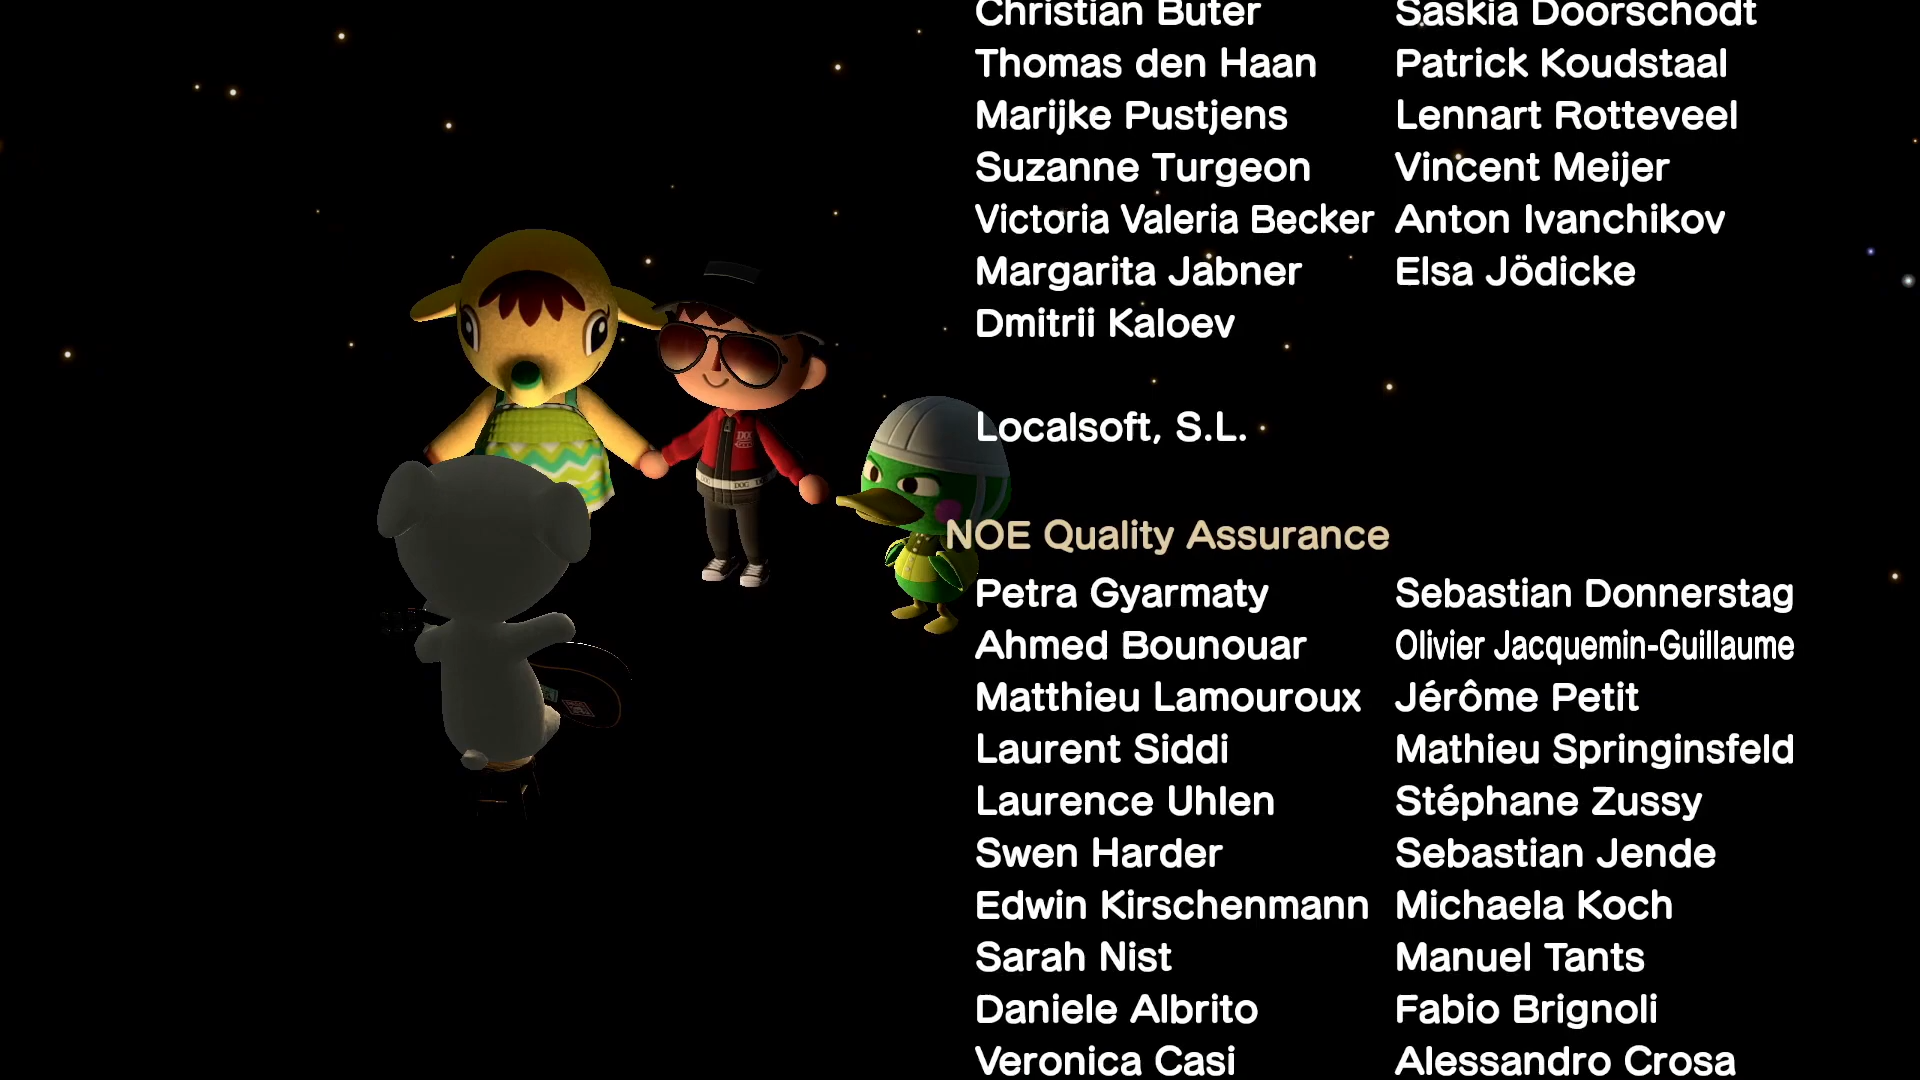 Christian Buter Saskia Doorschodt
Thomas den Haan Patrick Koudstaal
Marijke Pustjens Lennart Rotteveel
Suzanne Turgeon Vincent Meijer
Victoria Valeria Becker Anton Ivanchikov
Margarita Jabner Elsa Jödicke
Dmitrii Kaloev
Localsoft, S.L.
NOE Quality Assurance
Petra Gyarmaty Sebastian Donnerstag
Ahmed Bounouar Olivier Jacquemin-Guillaume
Matthieu Lamouroux Jérôme Petit
Laurent Siddi Mathieu Springinsfeld
Laurence Uhlen Stéphane Zussy
Swen Harder Sebastian Jende
Edwin Kirschenmann Michaela Koch
Sarah Nist Manuel Tants
Daniele Albrito Fabio Brignoli
Veronica Casi Alessandro Crosa